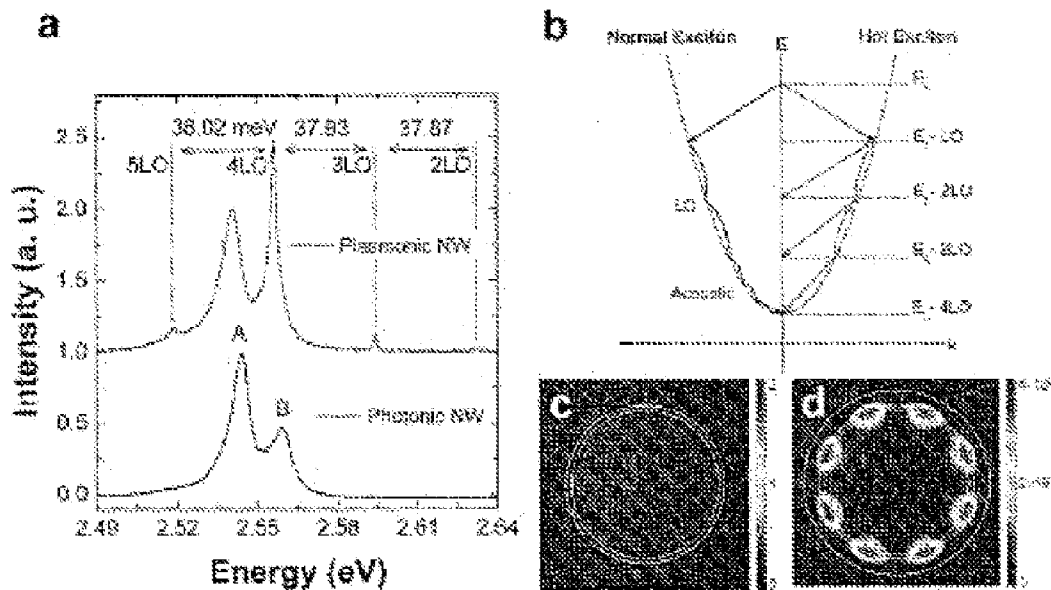 a
38.02 meV 37.93 37.87
5LO 4LO 3LO 2LO
Plasmonic NW
A
B
Photonic NW
2.5
2.0
1.5
1.0
0.5
0.0
Intensity (a. u.)
2.49 2.52 2.55 2.58 2.61 2.64
Energy (eV)
b
Normal Exciton E Hot Exciton
LO
Acoustic
k
c
d